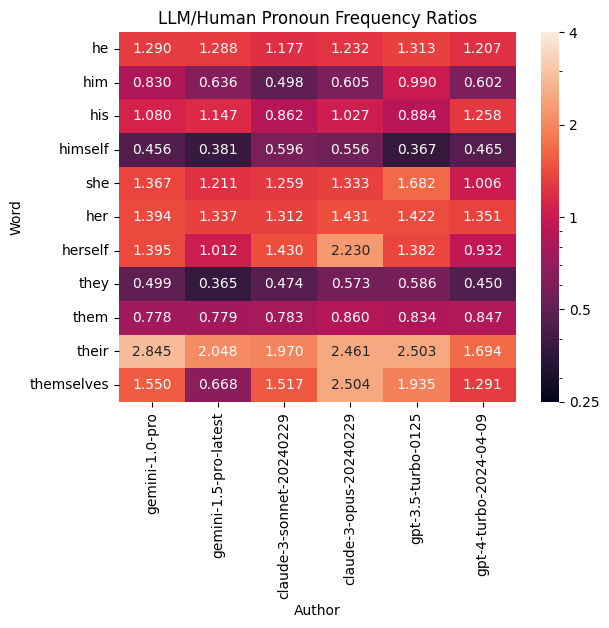 LLM/Human Pronoun Frequency Ratios
he 1.290 1.288 1.177 1.232 1.313 1.207
him 0.830 0.636 0.498 0.605 0.990 0.602
his 1.080 1.147 0.862 1.027 0.884 1.258
himself 0.456 0.381 0.596 0.556 0.367 0.465
she 1.367 1.211 1.259 1.333 1.682 1.006
her 1.394 1.337 1.312 1.431 1.422 1.351
herself 1.395 1.012 1.430 2.230 1.382 0.932
they 0.499 0.365 0.474 0.573 0.586 0.450
them 0.778 0.779 0.783 0.860 0.834 0.847
their 2.845 2.048 1.970 2.461 2.503 1.694
themselves 1.550 0.668 1.517 2.504 1.935 1.291
Word
gemini-1.0-pro
gemini-1.5-pro-latest
claude-3-sonnet-20240229
claude-3-opus-20240229
gpt-3.5-turbo-0125
gpt-4-turbo-2024-04-09
Author
4
2
1
0.5
0.25